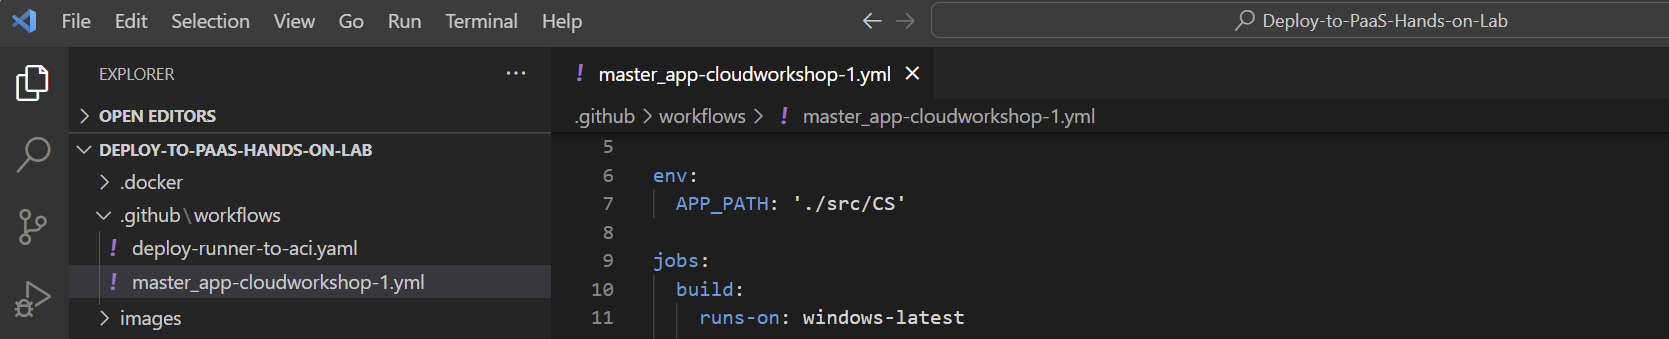 File Edit Selection View Go Run Terminal Help
Deploy-to-PaaS-Hands-on-Lab
EXPLORER
OPEN EDITORS
DEPLOY-TO-PAAS-HANDS-ON-LAB
.docker
.github\workflows
! deploy-runner-to-aci.yaml
! master_app-cloudworkshop-1.yml
images
! master_app-cloudworkshop-1.yml
.github > workflows > ! master_app-cloudworkshop-1.yml
5
6 env:
7 APP_PATH: './src/CS'
8
9 jobs:
10 build:
11 runs-on: windows-latest